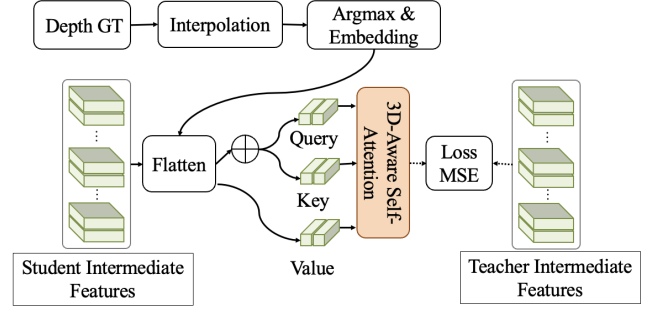 Depth GT
Interpolation
Argmax &
Embedding
Flatten
Query
Key
Value
3D-Aware Self-
Attention
Loss
MSE
Student Intermediate
Features
Teacher Intermediate
Features